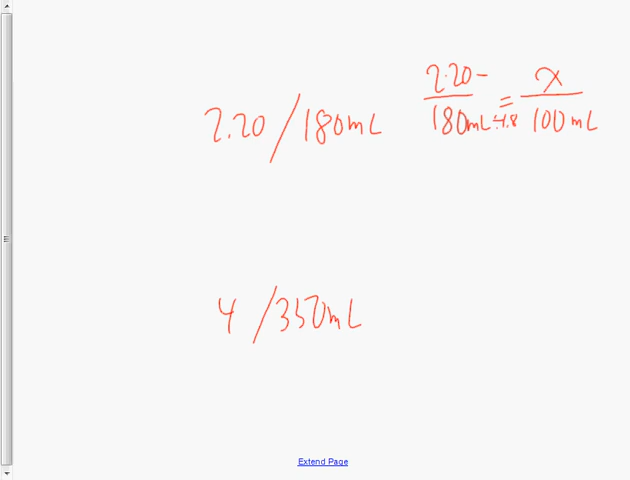 2.20/180mL
2.20 = x
180mL÷1.8 100mL
4/350mL
Extend Page